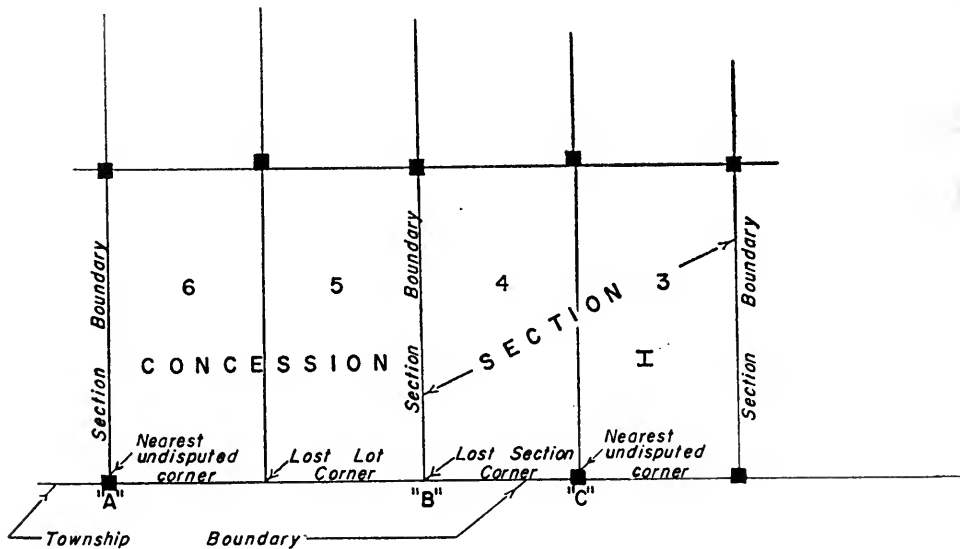 Section Boundary
6
5
Section Boundary
4
SECTION
3
Section Boundary
CONCESSION
I
Nearest
undisputed
corner
Lost Lot
Corner
Lost Section
Corner
Nearest
undisputed
corner
"A"
"B"
"C"
Township Boundary